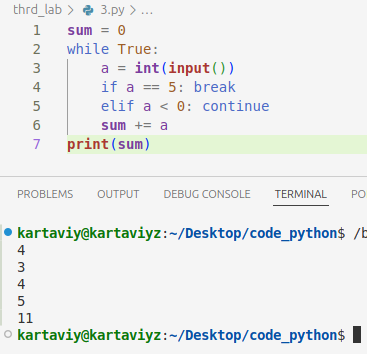 thrd_lab > 3.py > ...
1 sum = 0
2 while True:
3     a = int(input())
4     if a == 5: break
5     elif a < 0: continue
6     sum += a
7 print(sum)
PROBLEMS OUTPUT DEBUG CONSOLE TERMINAL
kartaviy@kartaviyz:~/Desktop/code_python$ /b
4
3
4
5
11
kartaviy@kartaviyz:~/Desktop/code_python$